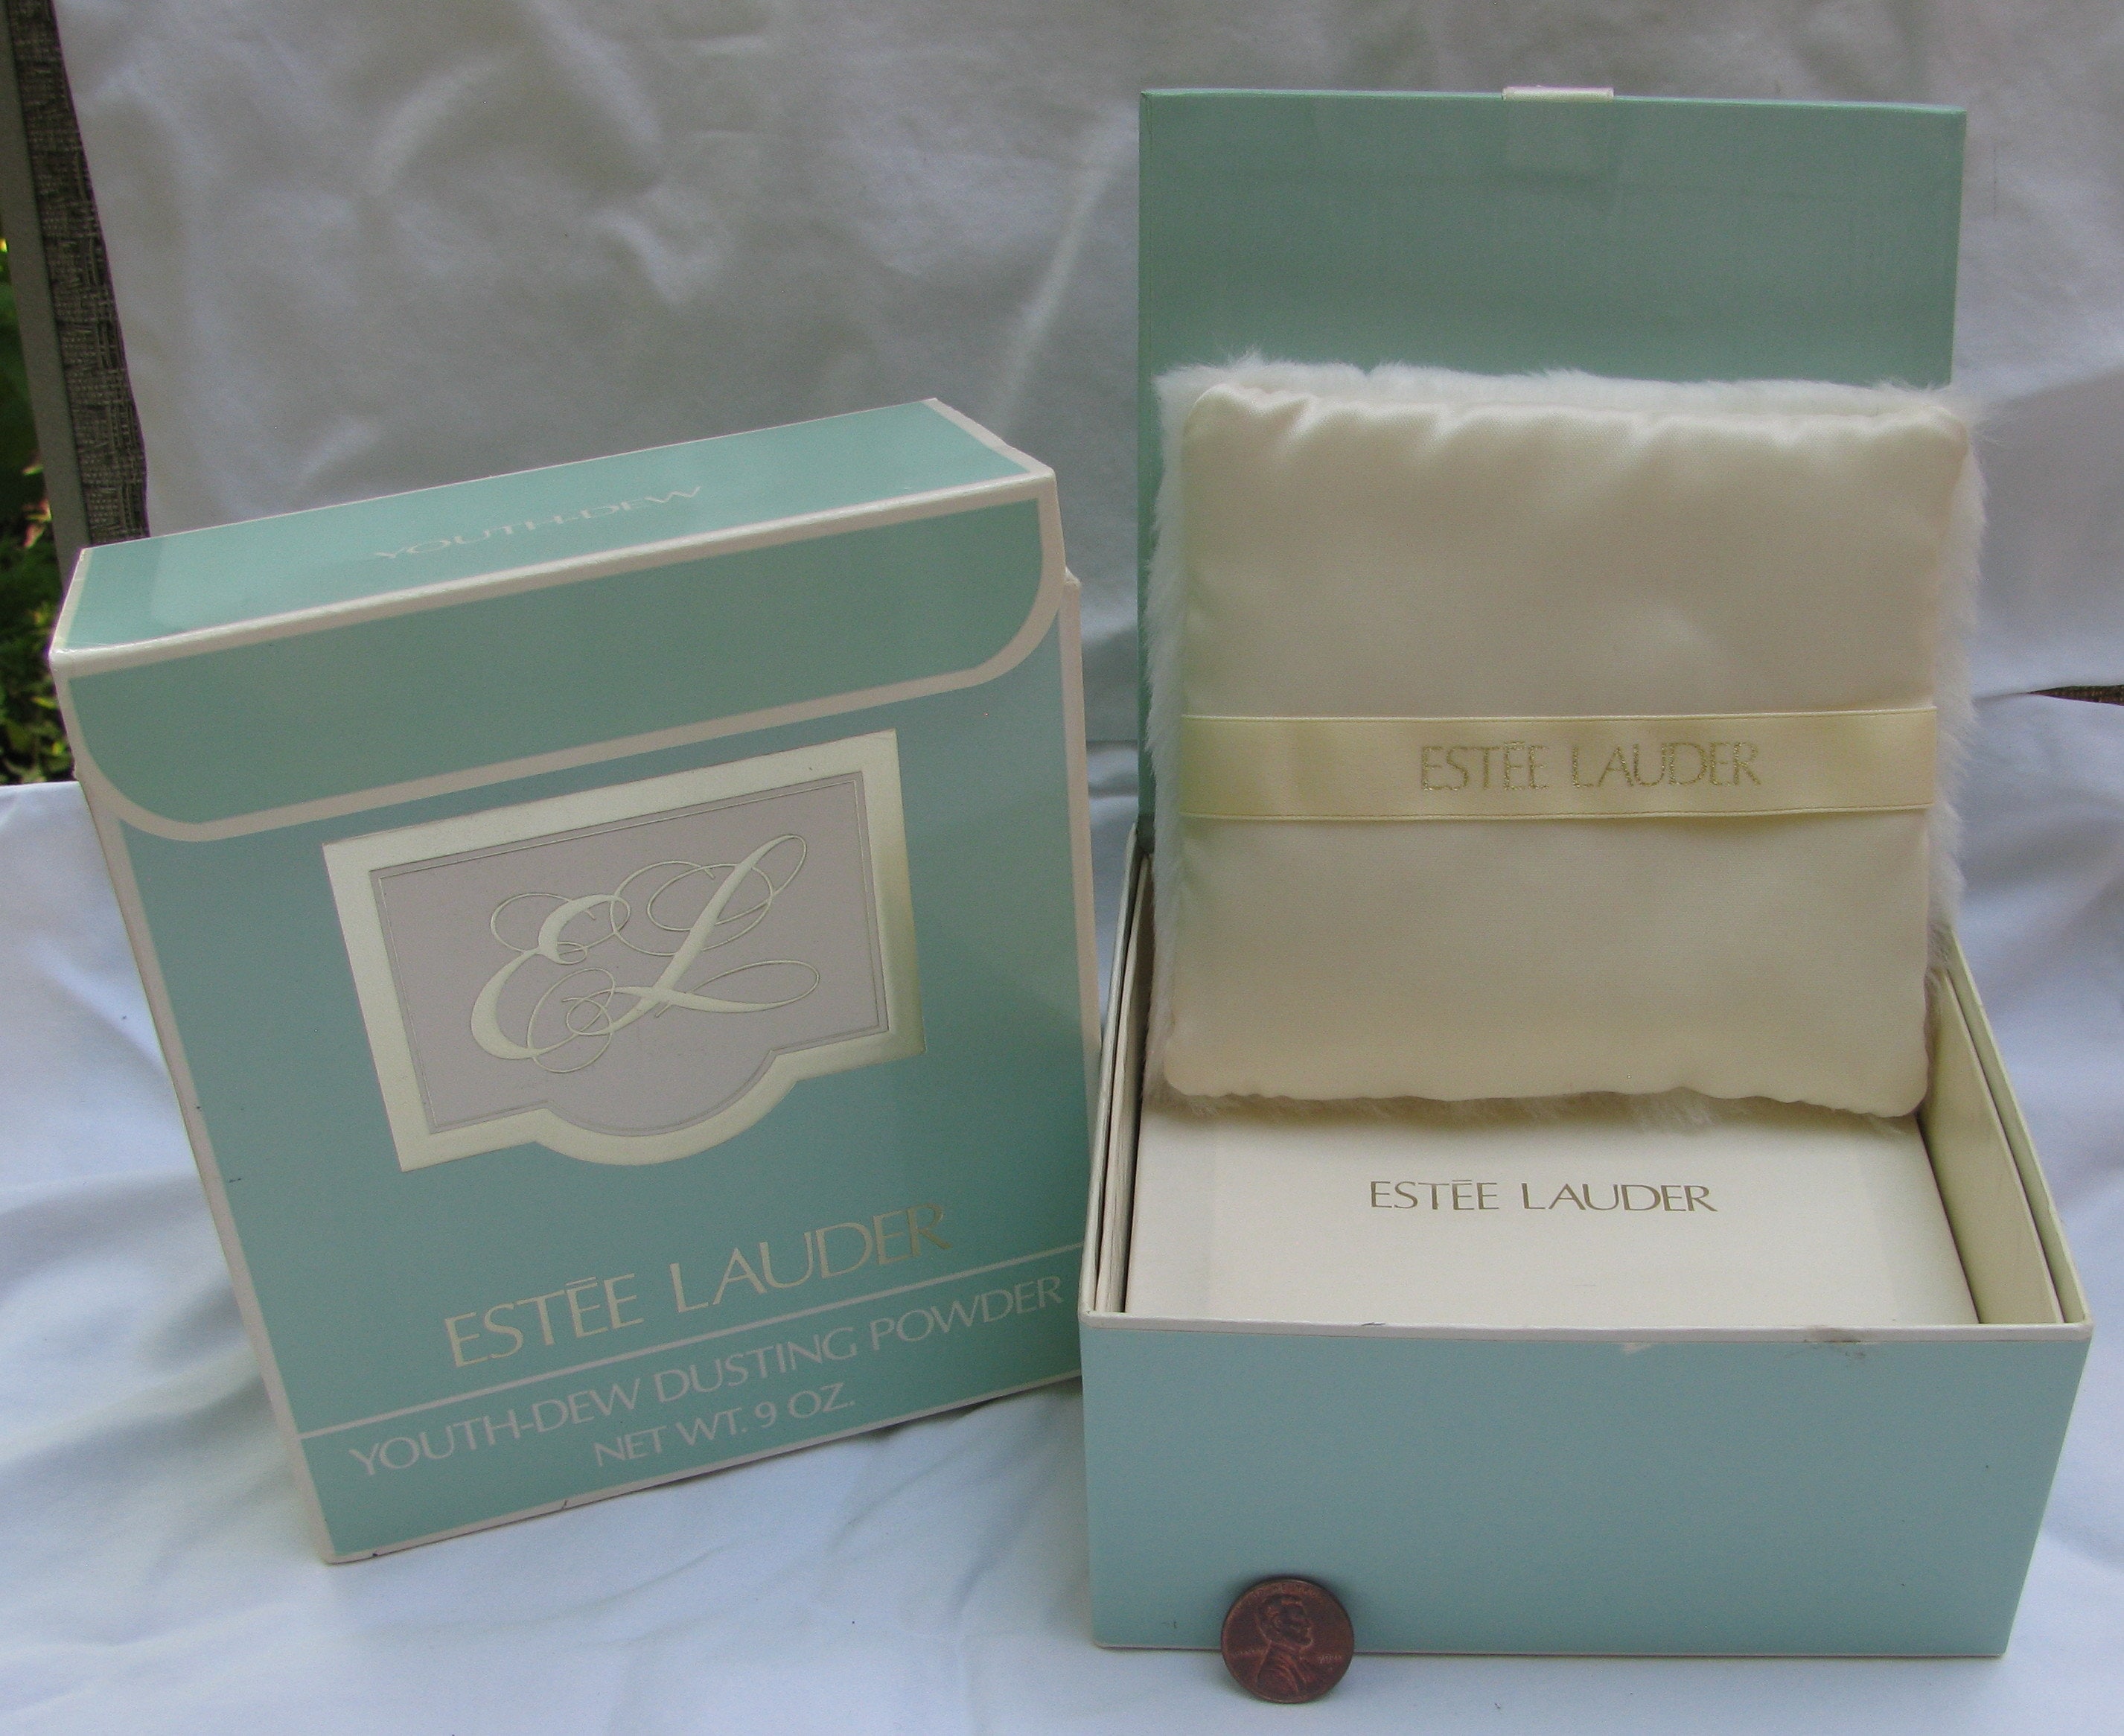 YOUTH-DEW
EL
ESTĒE LAUDER
YOUTH-DEW DUSTING POWDER
NET WT. 9 OZ.
ESTĒE LAUDER
ESTĒE LAUDER